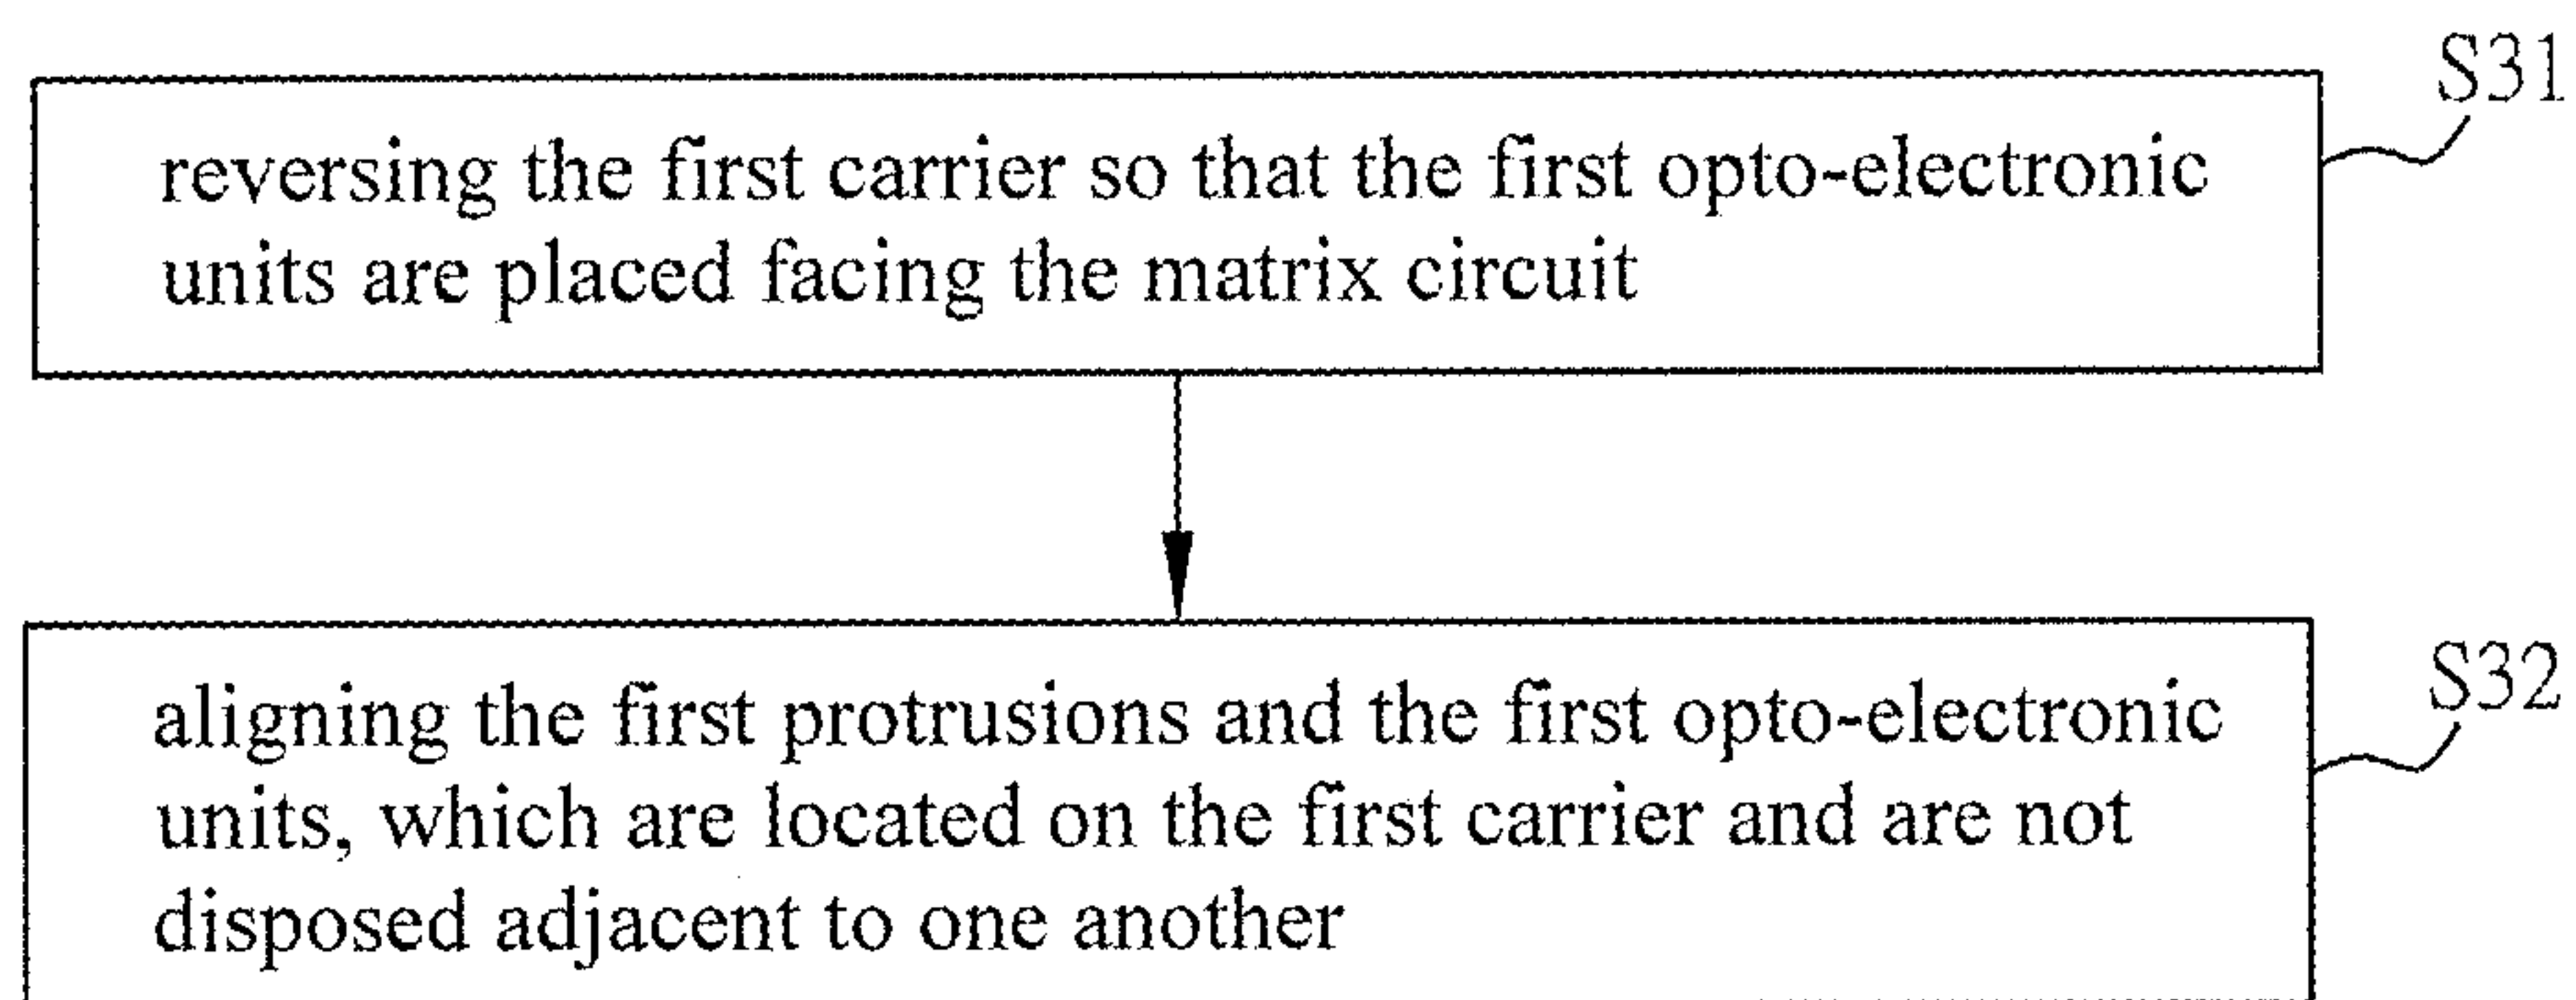 S31
reversing the first carrier so that the first opto-electronic
units are placed facing the matrix circuit
S32
aligning the first protrusions and the first opto-electronic
units, which are located on the first carrier and are not
disposed adjacent to one another